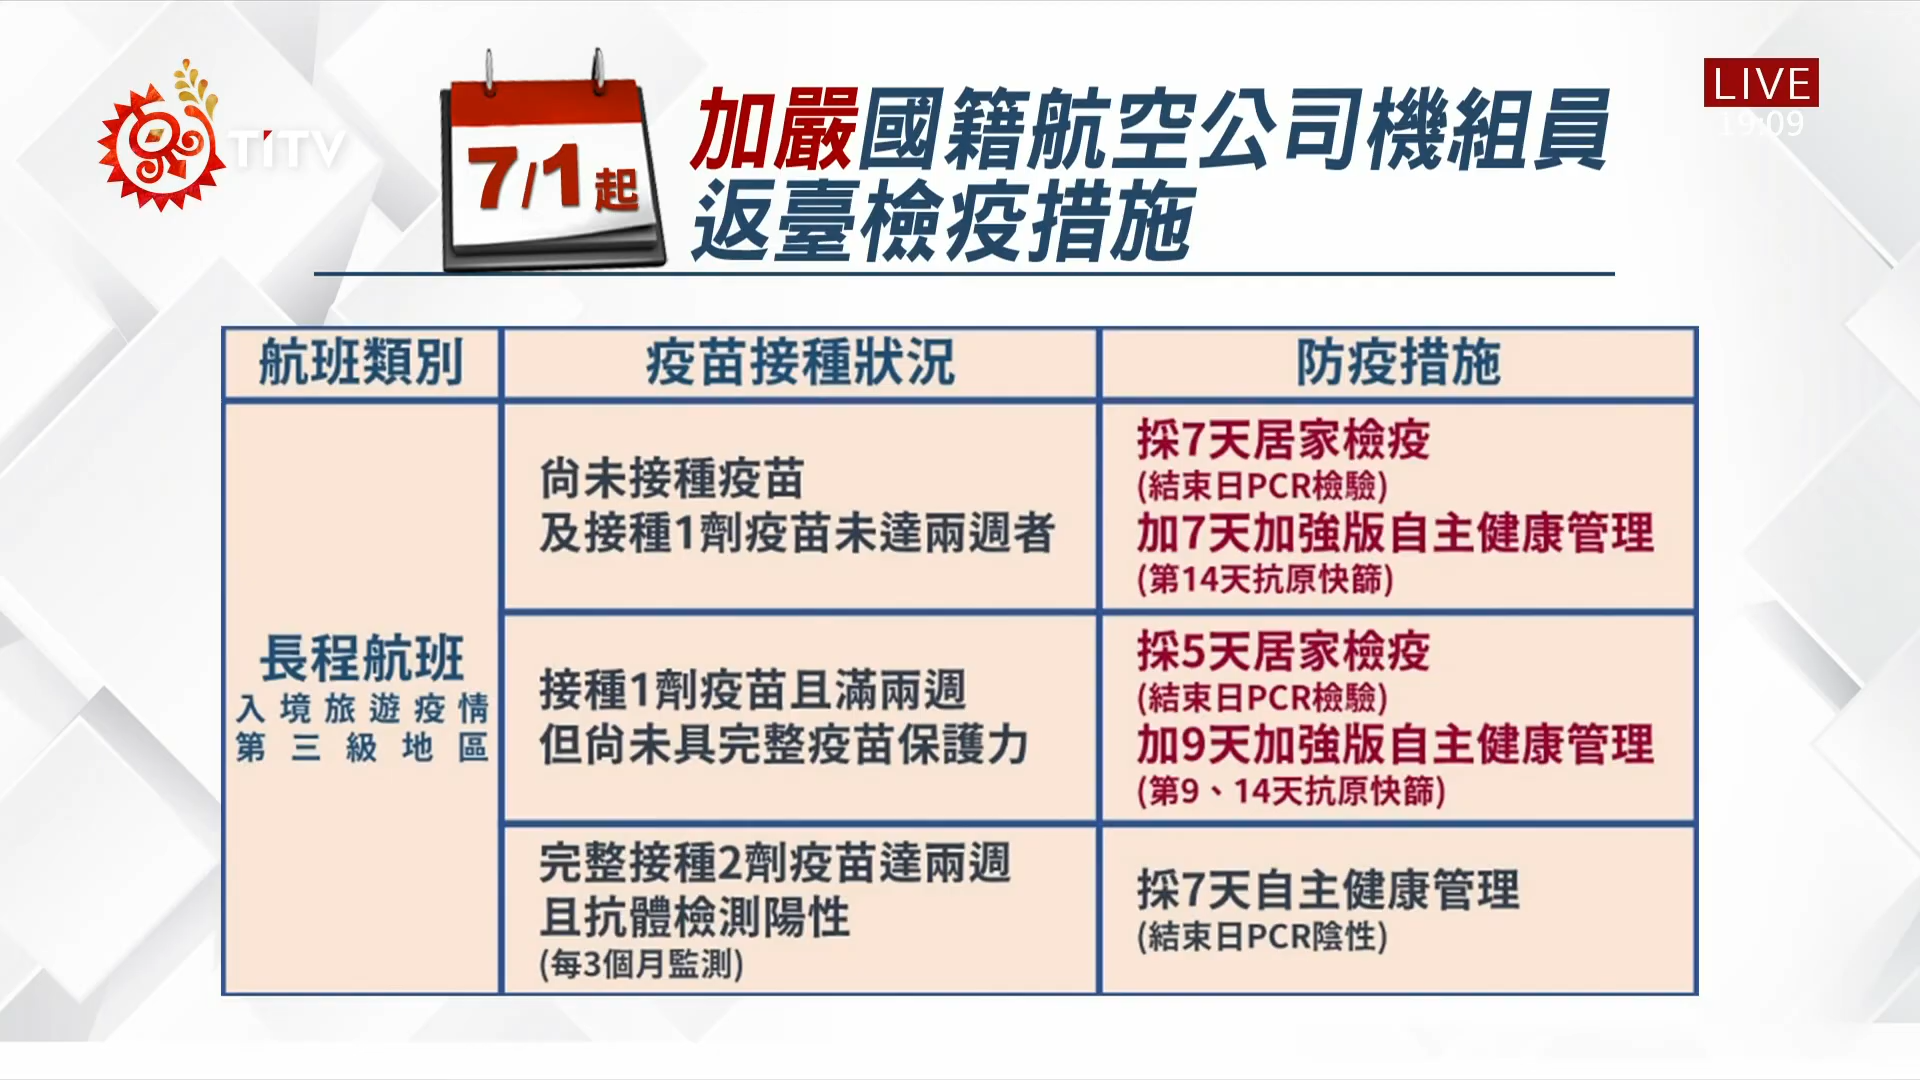 TiTV
LIVE
19:09
7/1起
加嚴國籍航空公司機組員
返臺檢疫措施
航班類別
疫苗接種狀況
防疫措施
長程航班
入境旅遊疫情
第三級地區
尚未接種疫苗
及接種1劑疫苗未達兩週者
採7天居家檢疫
(結束日PCR檢驗)
加7天加強版自主健康管理
(第14天抗原快篩)
接種1劑疫苗且滿兩週
但尚未具完整疫苗保護力
採5天居家檢疫
(結束日PCR檢驗)
加9天加強版自主健康管理
(第9、14天抗原快篩)
完整接種2劑疫苗達兩週
且抗體檢測陽性
(每3個月監測)
採7天自主健康管理
(結束日PCR陰性)